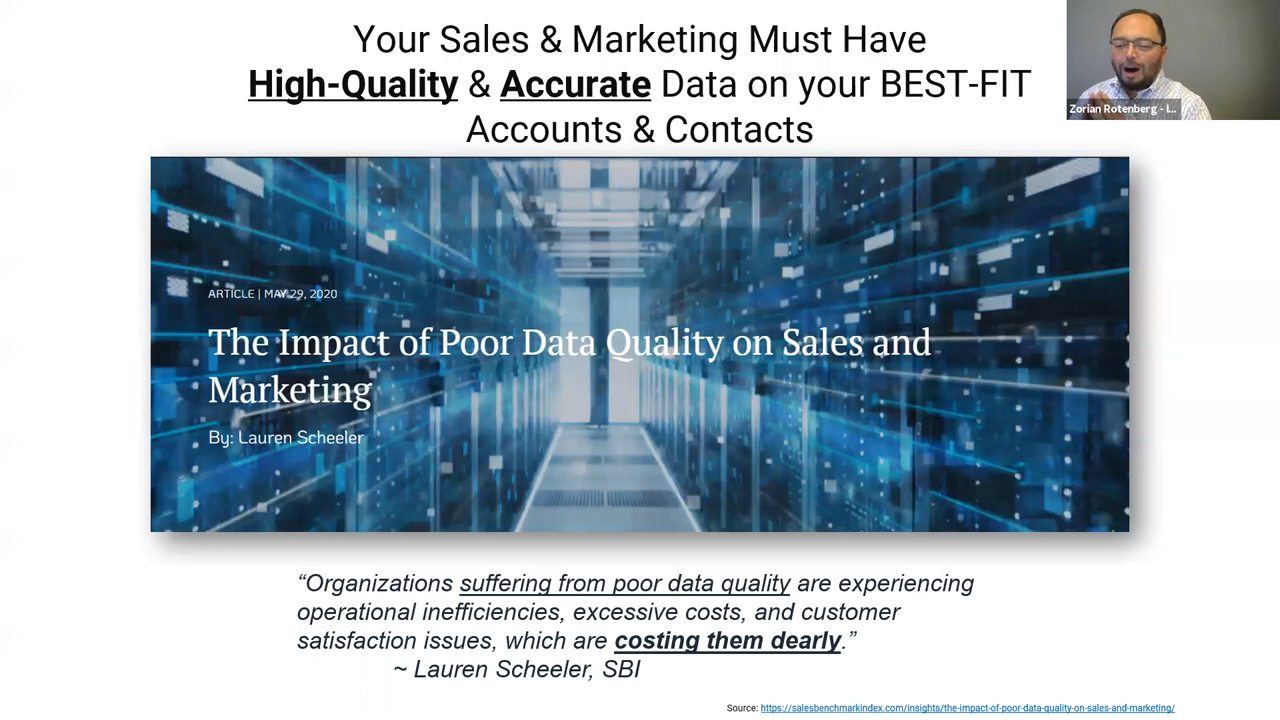 Your Sales & Marketing Must Have
High-Quality & Accurate Data on your BEST-FIT
Accounts & Contacts
Zorian Rotenberg - I...
ARTICLE | MAY 29, 2020
The Impact of Poor Data Quality on Sales and
Marketing
By: Lauren Scheeler
“Organizations suffering from poor data quality are experiencing
operational inefficiencies, excessive costs, and customer
satisfaction issues, which are costing them dearly.”
~ Lauren Scheeler, SBI
Source: https://salesbenchmarkindex.com/insights/the-impact-of-poor-data-quality-on-sales-and-marketing/